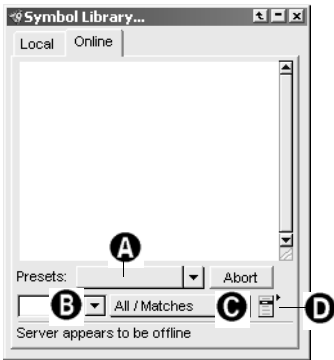 Symbol Library...
Local Online
A
Presets: Abort
B All / Matches C D
Server appears to be offline